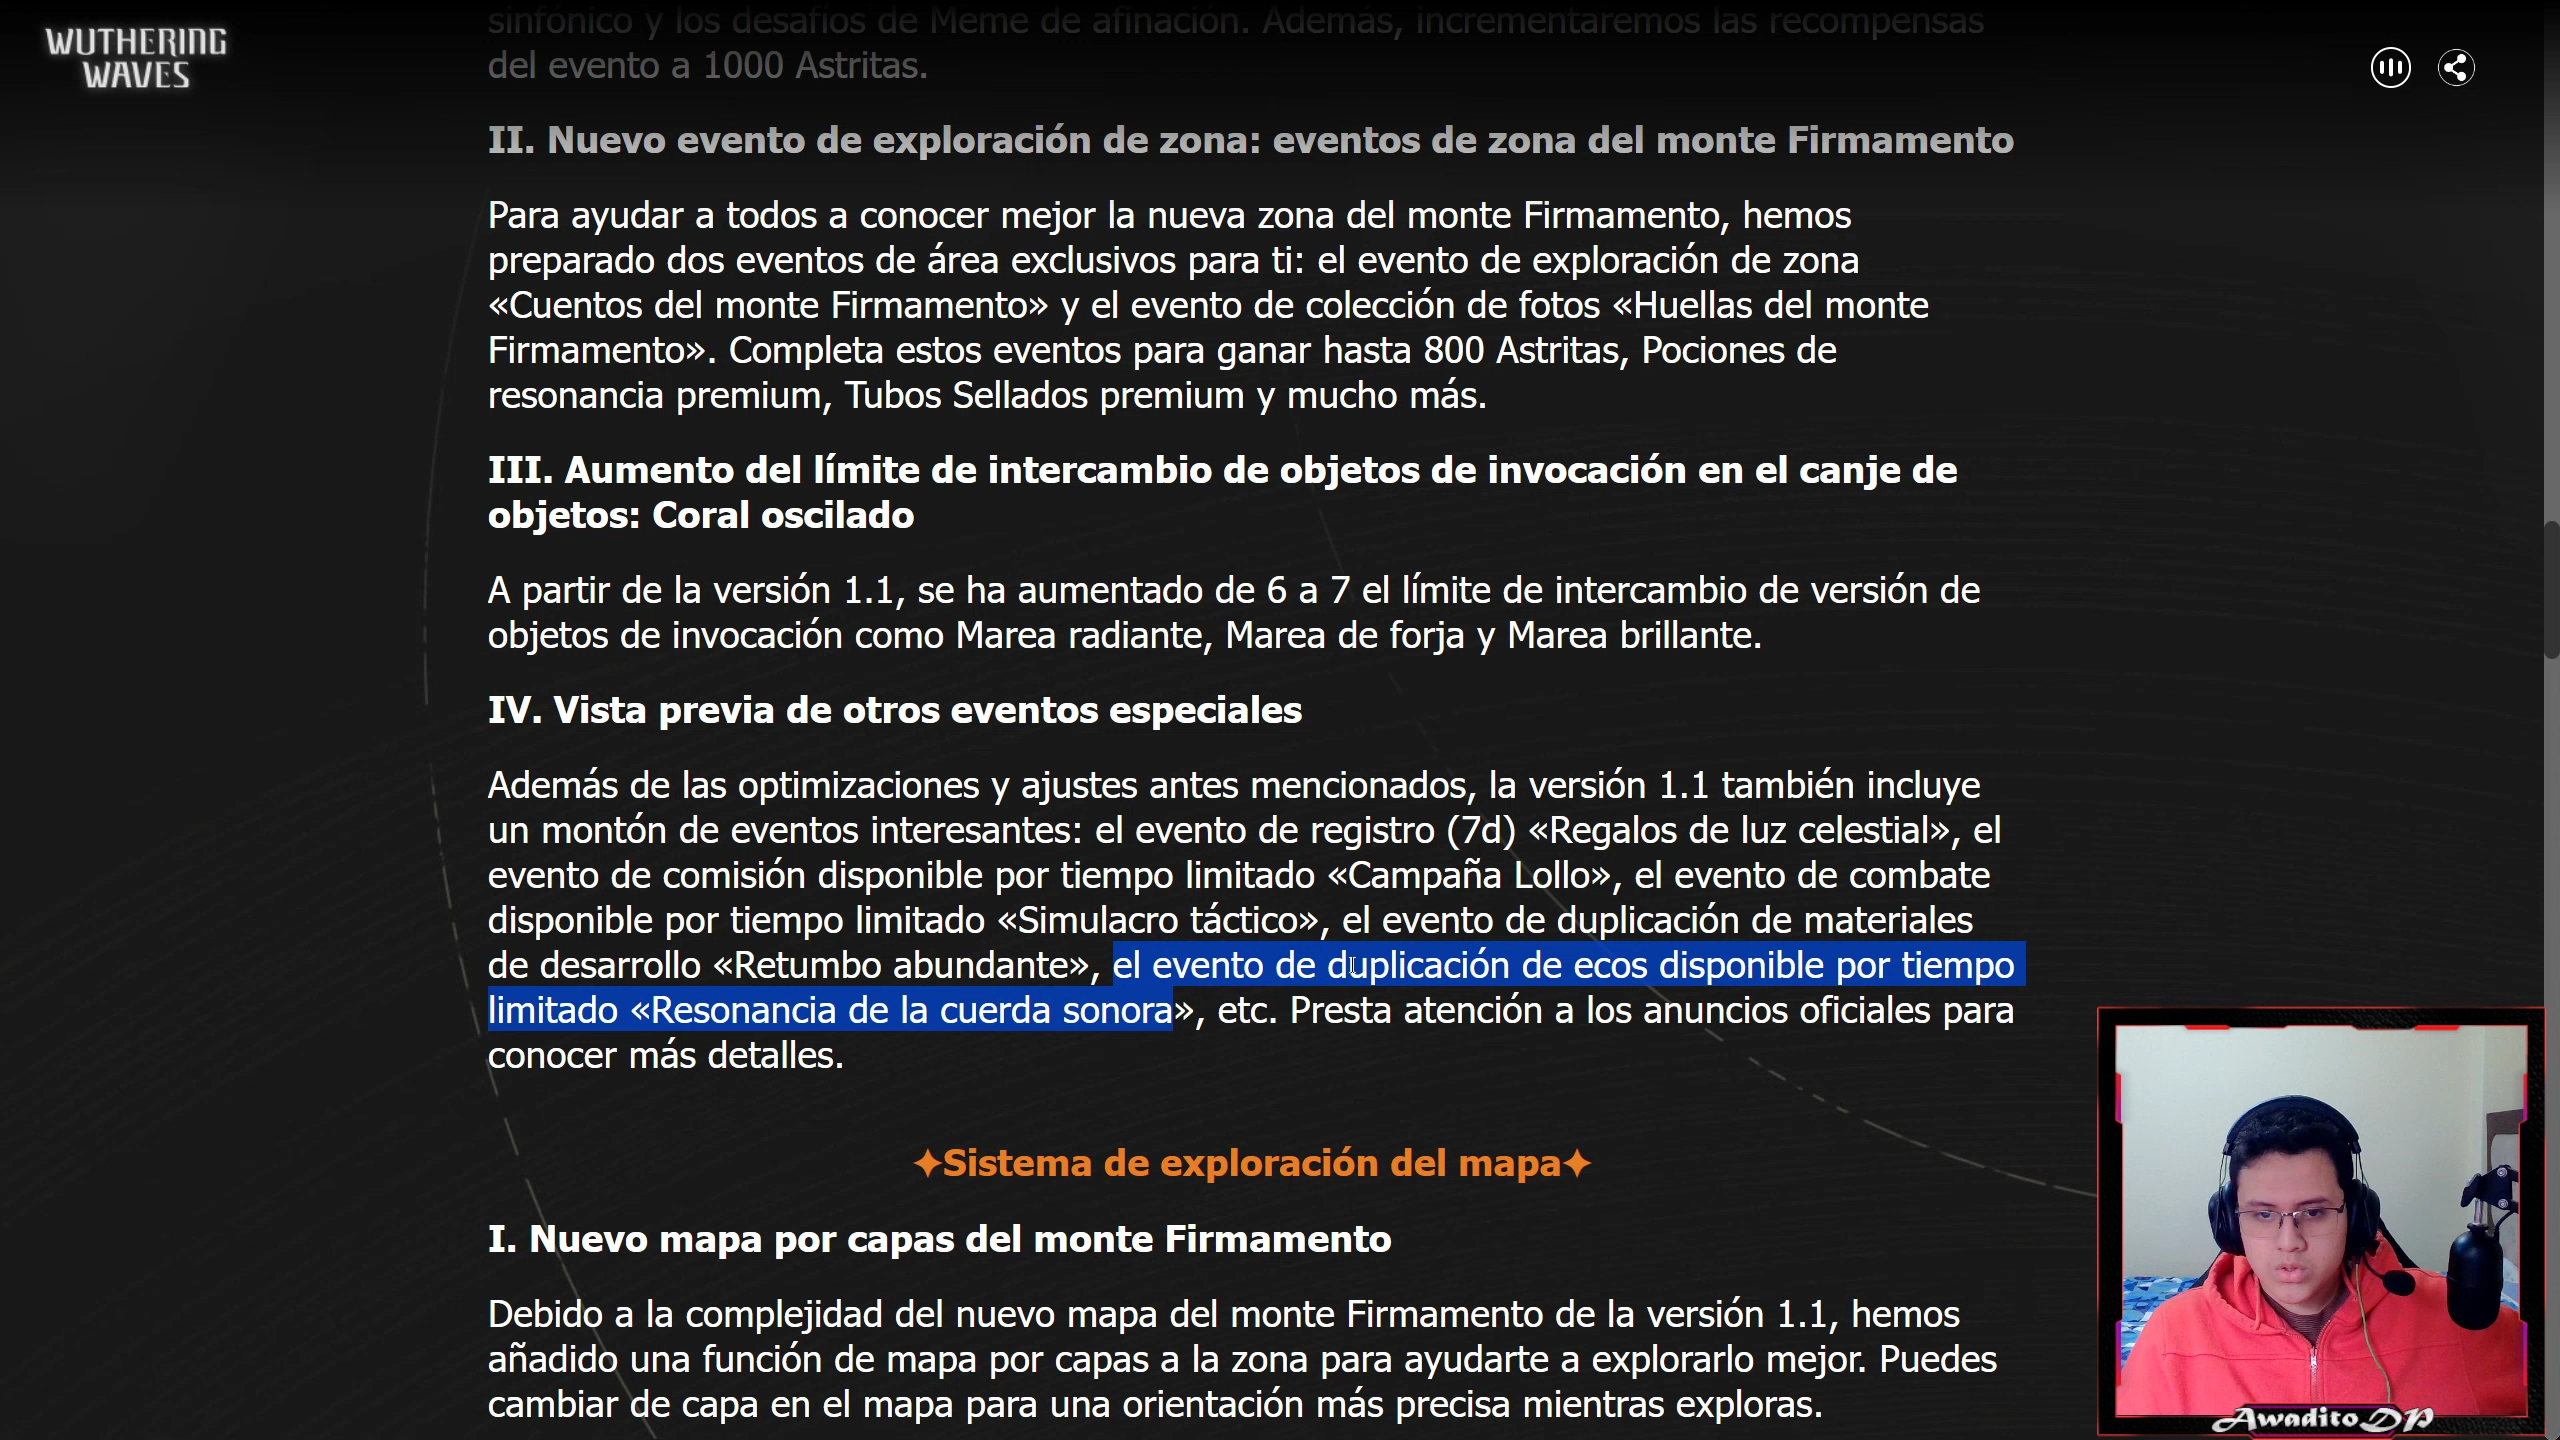 WUTHERING
WAVES
sinfónico y los desafíos de Meme de afinación. Además, incrementaremos las recompensas
del evento a 1000 Astritas.
II. Nuevo evento de exploración de zona: eventos de zona del monte Firmamento
Para ayudar a todos a conocer mejor la nueva zona del monte Firmamento, hemos
preparado dos eventos de área exclusivos para ti: el evento de exploración de zona
«Cuentos del monte Firmamento» y el evento de colección de fotos «Huellas del monte
Firmamento». Completa estos eventos para ganar hasta 800 Astritas, Pociones de
resonancia premium, Tubos Sellados premium y mucho más.
III. Aumento del límite de intercambio de objetos de invocación en el canje de
objetos: Coral oscilado
A partir de la versión 1.1, se ha aumentado de 6 a 7 el límite de intercambio de versión de
objetos de invocación como Marea radiante, Marea de forja y Marea brillante.
IV. Vista previa de otros eventos especiales
Además de las optimizaciones y ajustes antes mencionados, la versión 1.1 también incluye
un montón de eventos interesantes: el evento de registro (7d) «Regalos de luz celestial», el
evento de comisión disponible por tiempo limitado «Campaña Lollo», el evento de combate
disponible por tiempo limitado «Simulacro táctico», el evento de duplicación de materiales
de desarrollo «Retumbo abundante», el evento de duplicación de ecos disponible por tiempo
limitado «Resonancia de la cuerda sonora», etc. Presta atención a los anuncios oficiales para
conocer más detalles.
✦Sistema de exploración del mapa✦
I. Nuevo mapa por capas del monte Firmamento
Debido a la complejidad del nuevo mapa del monte Firmamento de la versión 1.1, hemos
añadido una función de mapa por capas a la zona para ayudarte a explorarlo mejor. Puedes
cambiar de capa en el mapa para una orientación más precisa mientras exploras.
AwaditoDP